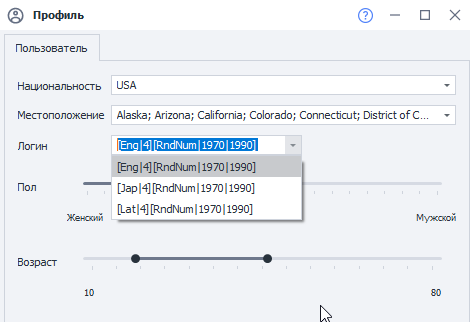 Профиль
Пользователь
Национальность USA
Местоположение Alaska; Arizona; California; Colorado; Connecticut; District of C...
Логин [Eng|4][RndNum|1970|1990]
[Eng|4][RndNum|1970|1990]
Пол [Jap|4][RndNum|1970|1990]
[Lat|4][RndNum|1970|1990]
Женский Мужской
Возраст
10 80